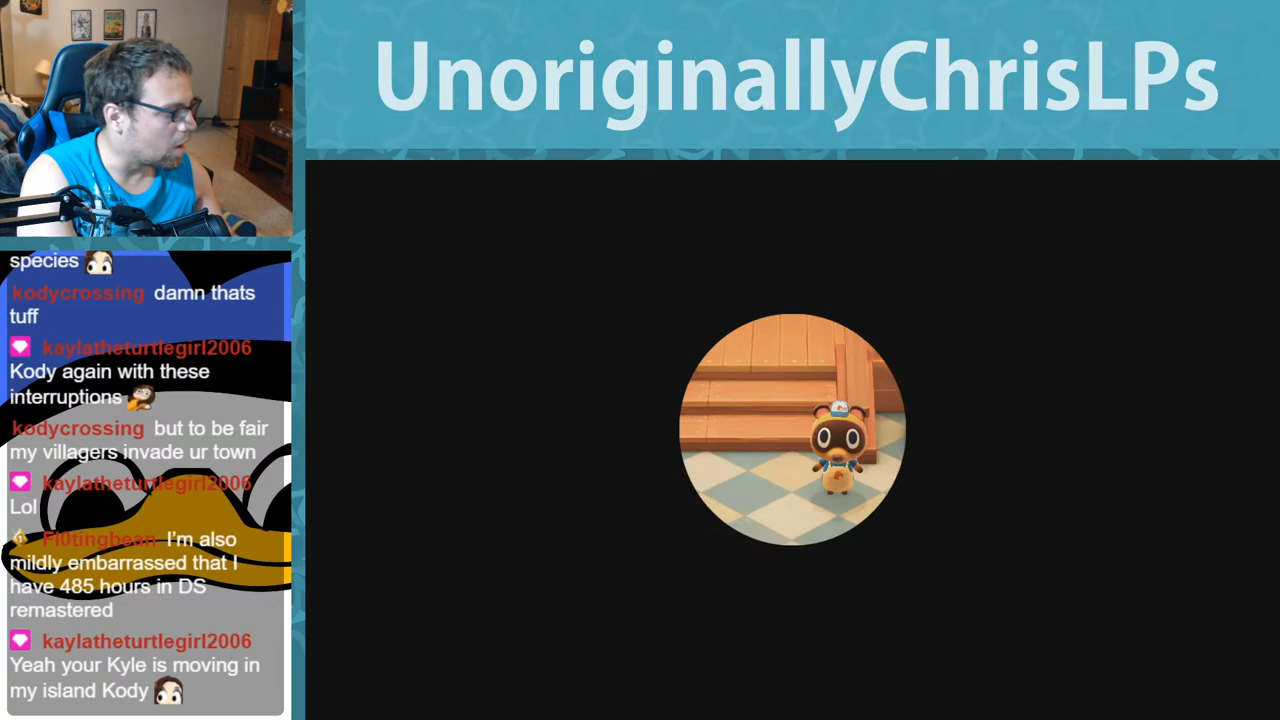 UnoriginallyChrisLPs
species
kodycrossing damn thats
tuff
kaylatheturtlegirl2006
Kody again with these
interruptions
kodycrossing but to be fair
my villagers invade ur town
kaylatheturtlegirl2006
Lol
Fl0tingbean I'm also
mildly embarrassed that I
have 485 hours in DS
remastered
kaylatheturtlegirl2006
Yeah your Kyle is moving in
my island Kody